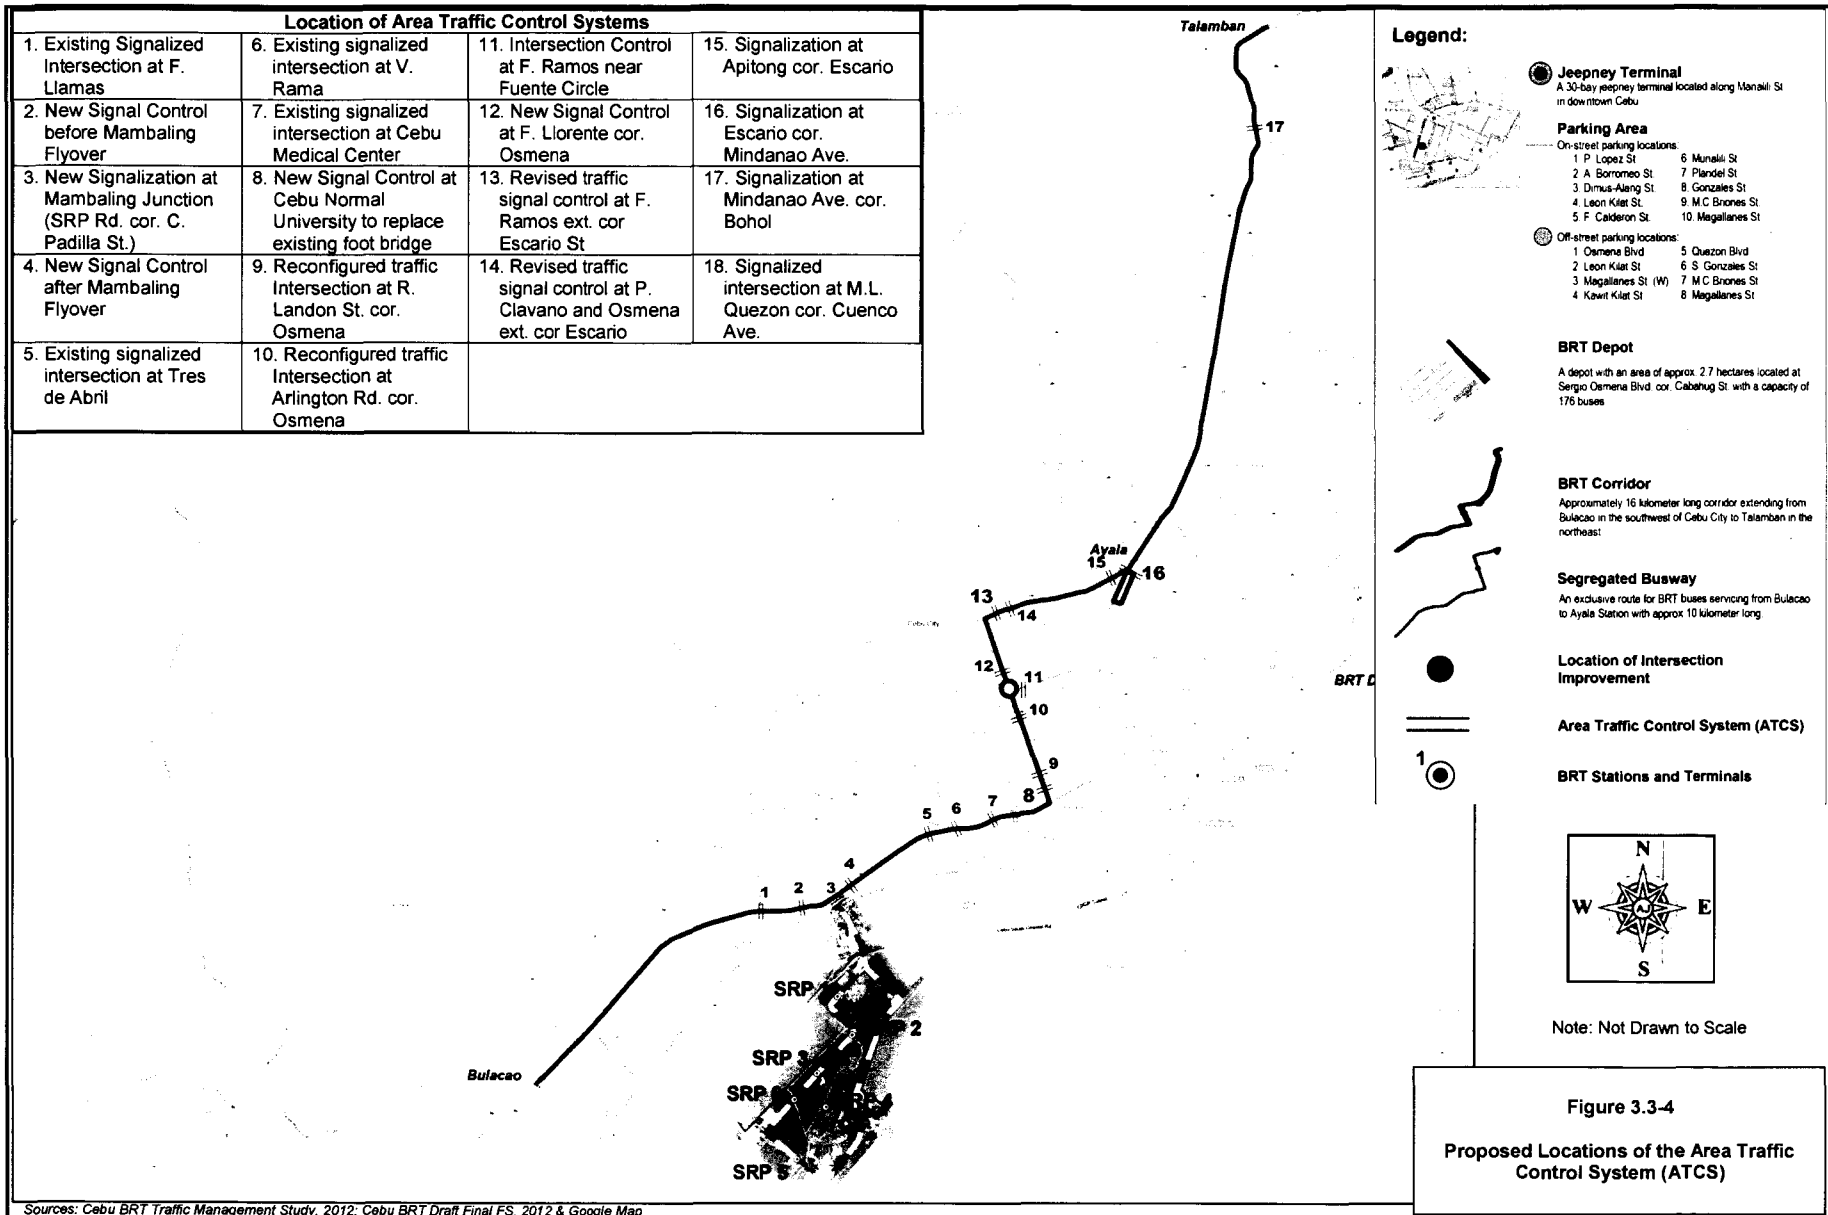 Location of Area Traffic Control Systems
1. Existing Signalized
Intersection at F.
Llamas
6. Existing signalized
intersection at V.
Rama
11. Intersection Control
at F. Ramos near
Fuente Circle
15. Signalization at
Apitong cor. Escario
2. New Signal Control
before Mambaling
Flyover
7. Existing signalized
intersection at Cebu
Medical Center
12. New Signal Control
at F. Llorente cor.
Osmena
16. Signalization at
Escario cor.
Mindanao Ave.
3. New Signalization at
Mambaling Junction
(SRP Rd. cor. C.
Padilla St.)
8. New Signal Control at
Cebu Normal
University to replace
existing foot bridge
13. Revised traffic
signal control at F.
Ramos ext. cor
Escario St
17. Signalization at
Mindanao Ave. cor.
Bohol
4. New Signal Control
after Mambaling
Flyover
9. Reconfigured traffic
Intersection at R.
Landon St. cor.
Osmena
14. Revised traffic
signal control at P.
Clavano and Osmena
ext. cor Escario
18. Signalized
intersection at M.L.
Quezon cor. Cuenco
Ave.
5. Existing signalized
intersection at Tres
de Abril
10. Reconfigured traffic
Intersection at
Arlington Rd. cor.
Osmena
Talamban
17
Ayala
15
16
13
14
Cebu City
12
11
10
BRT D
9
8
7
6
5
4
3
2
1
Bulacao
SRP
2
SRP 3
SRP
SRP 5
Legend:
Jeepney Terminal
A 30-bay jeepney terminal located along Manalili St
in downtown Cebu
Parking Area
On-street parking locations:
1 P Lopez St
2 A Borromeo St
3 Dimus-Alang St
4. Leon Kilat St.
5. F Calderon St.
6 Munalili St
7 Plandel St
8. Gonzales St
9. M.C Briones St
10. Magallanes St
Off-street parking locations:
1 Osmena Blvd
2 Leon Kilat St
3 Magallanes St (W)
4 Kawit Kilat St
5 Quezon Blvd
6 S Gonzales St
7 M C Briones St
8 Magallanes St
BRT Depot
A depot with an area of approx. 2.7 hectares located at
Sergio Osmena Blvd. cor. Cabahug St. with a capacity of
176 buses
BRT Corridor
Approximately 16 kilometer long corridor extending from
Bulacao in the southwest of Cebu City to Talamban in the
northeast
Segregated Busway
An exclusive route for BRT buses servicing from Bulacao
to Ayala Station with approx 10 kilometer long
Location of Intersection
Improvement
Area Traffic Control System (ATCS)
1
BRT Stations and Terminals
N
W
E
S
Note: Not Drawn to Scale
Figure 3.3-4
Proposed Locations of the Area Traffic
Control System (ATCS)
Sources: Cebu BRT Traffic Management Study, 2012; Cebu BRT Draft Final FS, 2012 & Google Map